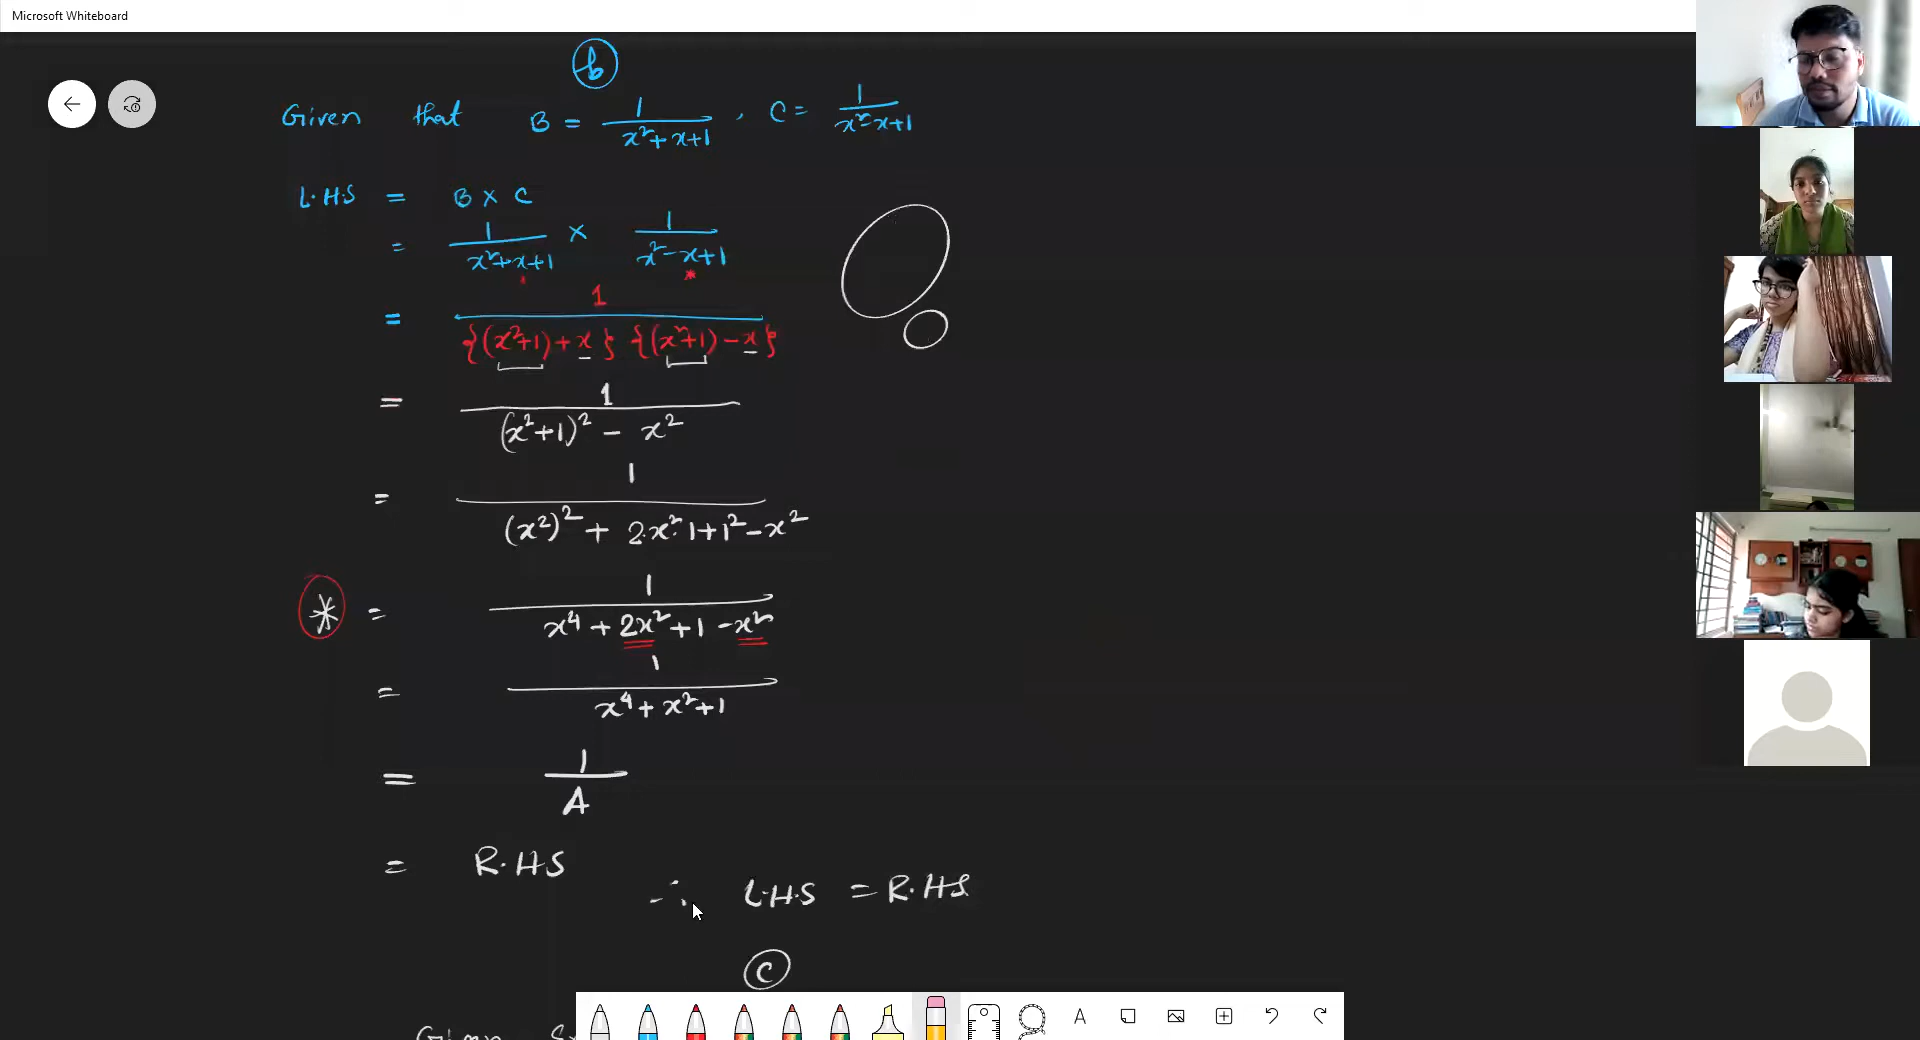 Microsoft Whiteboard
b
Given that B = 1/(x²+x+1), C = 1/(x²-x+1)
L.H.S = B × C
= 1/(x²+x+1) × 1/(x²-x+1)
*
= 1/({(x²+1)+x} {(x²+1)-x})
= 1/((x²+1)² - x²)
= 1/((x²)² + 2.x².1+1²-x²)
* = 1/(x⁴+2x²+1-x²)
= 1/(x⁴+x²+1)
= 1/A
= R.H.S
∴ L.H.S = R.H.S
C
Given
A